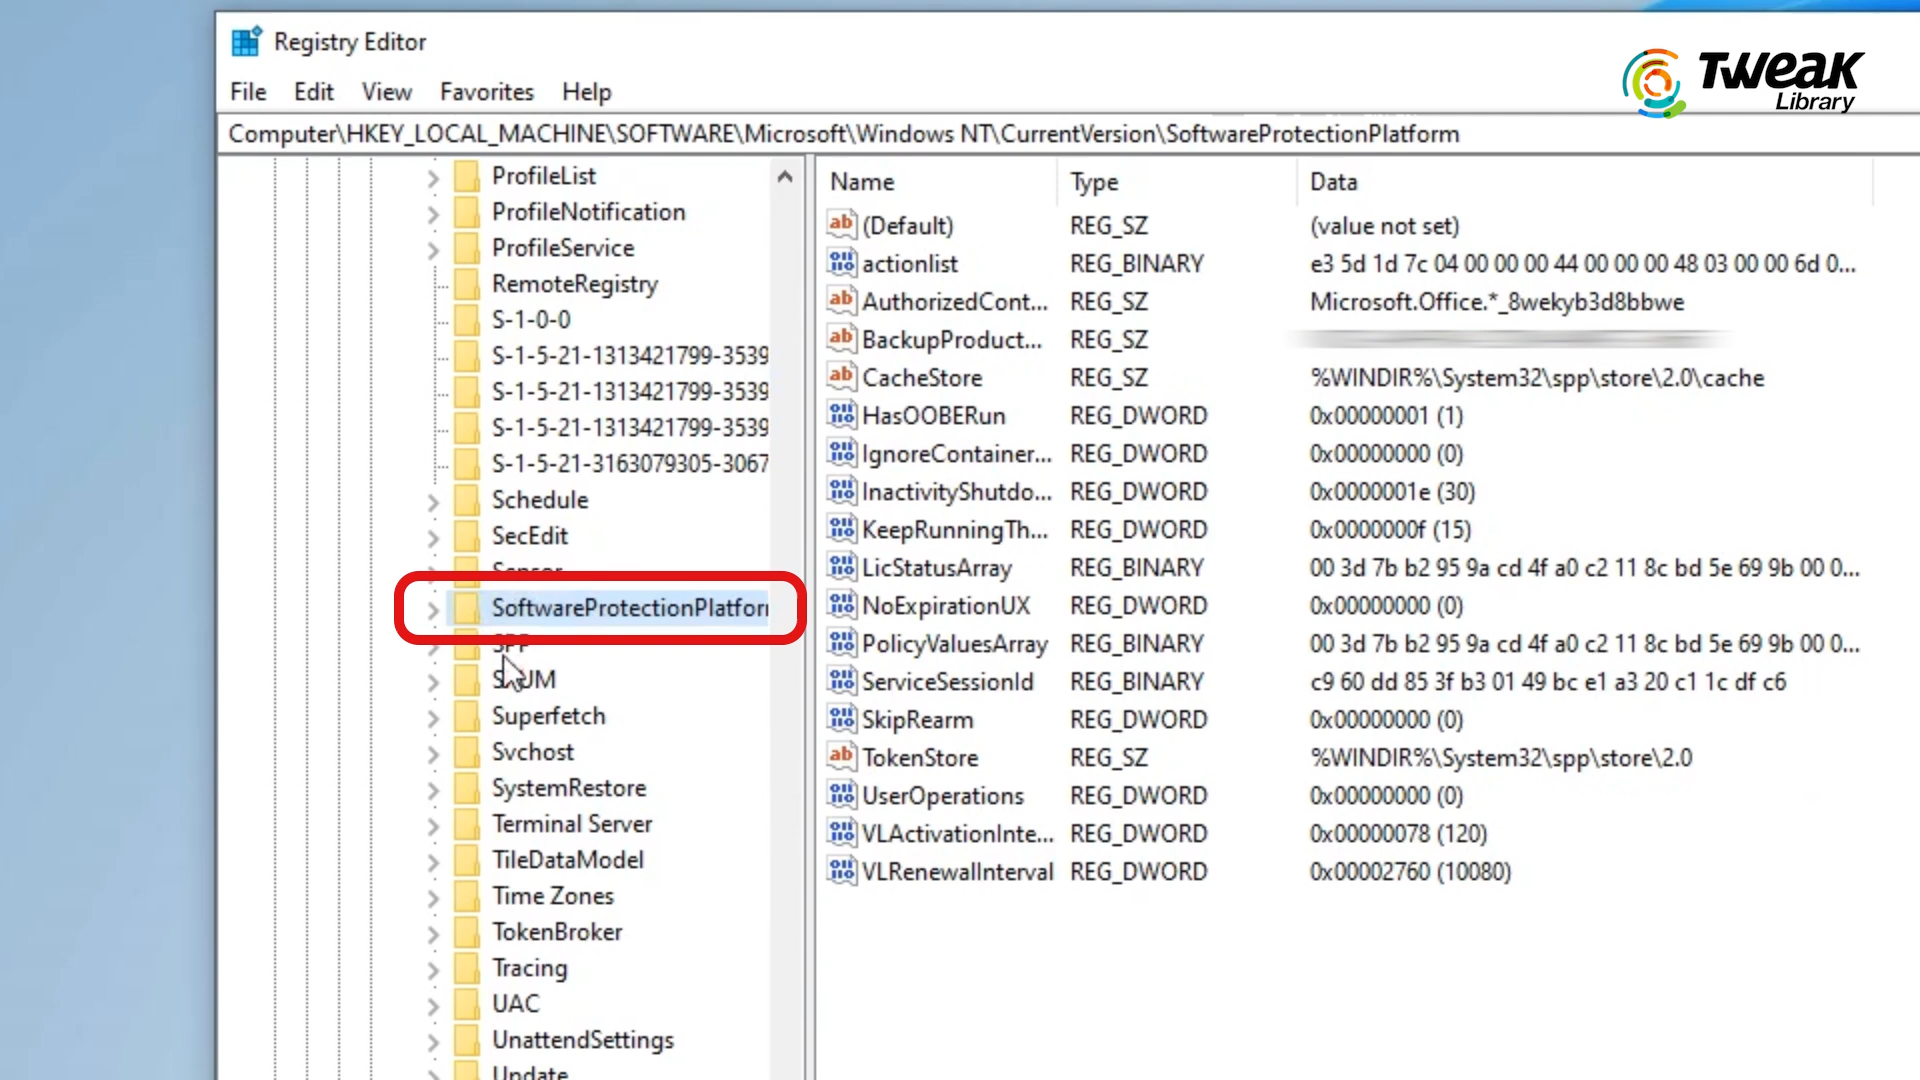 Registry Editor
TWEAK
Library
File Edit View Favorites Help
Computer\HKEY_LOCAL_MACHINE\SOFTWARE\Microsoft\Windows NT\CurrentVersion\SoftwareProtectionPlatform
ProfileList
ProfileNotification
ProfileService
RemoteRegistry
S-1-0-0
S-1-5-21-1313421799-3539
S-1-5-21-1313421799-3539
S-1-5-21-1313421799-3539
S-1-5-21-3163079305-3067
Schedule
SecEdit
Sensor
SoftwareProtectionPlatfor
SPP
Superfetch
Svchost
SystemRestore
Terminal Server
TileDataModel
Time Zones
TokenBroker
Tracing
UAC
UnattendSettings
Update
Name Type Data
(Default) REG_SZ (value not set)
actionlist REG_BINARY e3 5d 1d 7c 04 00 00 00 44 00 00 00 48 03 00 00 6d 0...
AuthorizedCont... REG_SZ Microsoft.Office.*_8wekyb3d8bbwe
BackupProduct... REG_SZ
CacheStore REG_SZ %WINDIR%\System32\spp\store\2.0\cache
HasOOBERun REG_DWORD 0x00000001 (1)
IgnoreContainer... REG_DWORD 0x00000000 (0)
InactivityShutdo... REG_DWORD 0x0000001e (30)
KeepRunningTh... REG_DWORD 0x0000000f (15)
LicStatusArray REG_BINARY 00 3d 7b b2 95 9a cd 4f a0 c2 11 8c bd 5e 69 9b 00 0...
NoExpirationUX REG_DWORD 0x00000000 (0)
PolicyValuesArray REG_BINARY 00 3d 7b b2 95 9a cd 4f a0 c2 11 8c bd 5e 69 9b 00 0...
ServiceSessionId REG_BINARY c9 60 dd 85 3f b3 01 49 bc e1 a3 20 c1 1c df c6
SkipRearm REG_DWORD 0x00000000 (0)
TokenStore REG_SZ %WINDIR%\System32\spp\store\2.0
UserOperations REG_DWORD 0x00000000 (0)
VLActivationInte... REG_DWORD 0x00000078 (120)
VLRenewalInterval REG_DWORD 0x00002760 (10080)